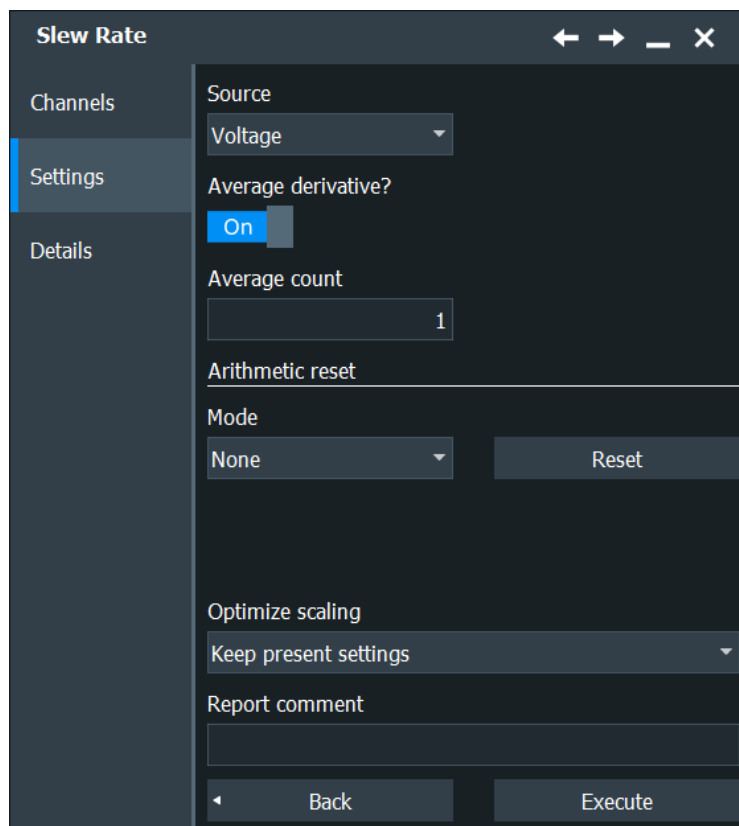 Slew Rate
Channels
Settings
Details
Source
Voltage
Average derivative?
On
Average count
1
Arithmetic reset
Mode
None
Reset
Optimize scaling
Keep present settings
Report comment
Back
Execute